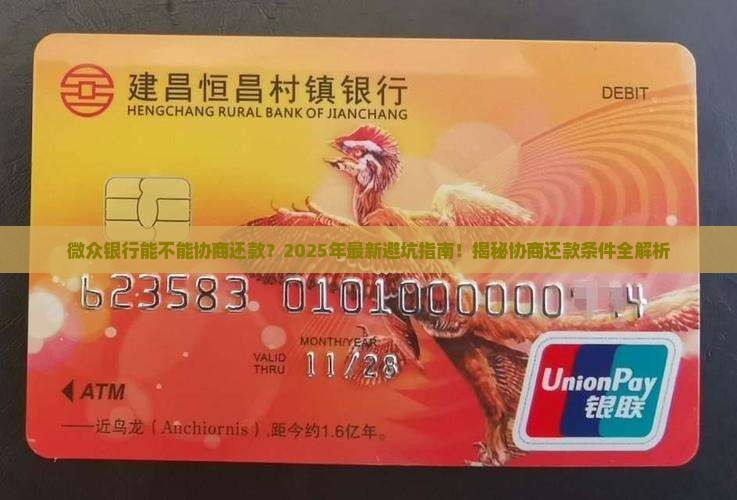 建昌恒昌村镇银行
HENGCHANG RURAL BANK OF JIANCHANG
DEBIT
微众银行能不能协商还款?2025年最新避坑指南!揭秘协商还款条件全解析
623583 0101000000 4
MONTH/YEAR
VALID THRU 11/28
ATM
UnionPay
银联
——近鸟龙(Anchiornis),距今约1.6亿年。